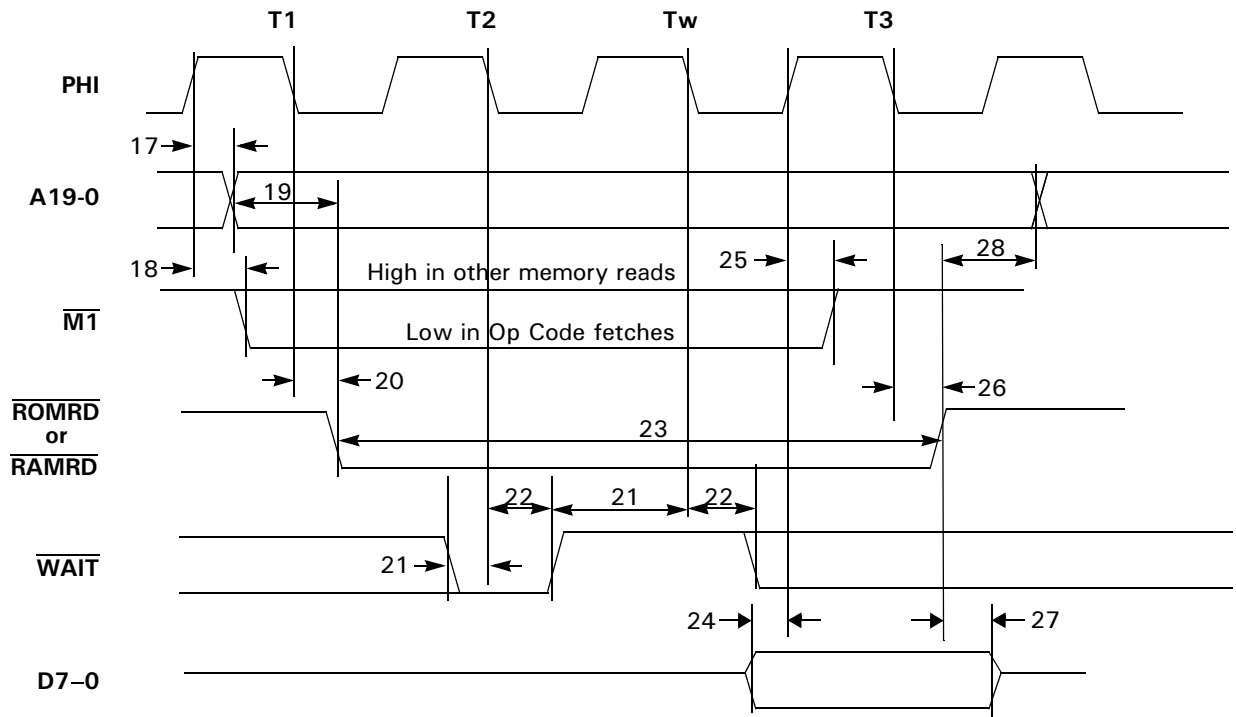 T1 T2 Tw T3
PHI
17
A19-0
19
18
High in other memory reads
25
28
M1
Low in Op Code fetches
20
26
ROMRD
or
RAMRD
23
22 21 22
WAIT
21
24
27
D7–0